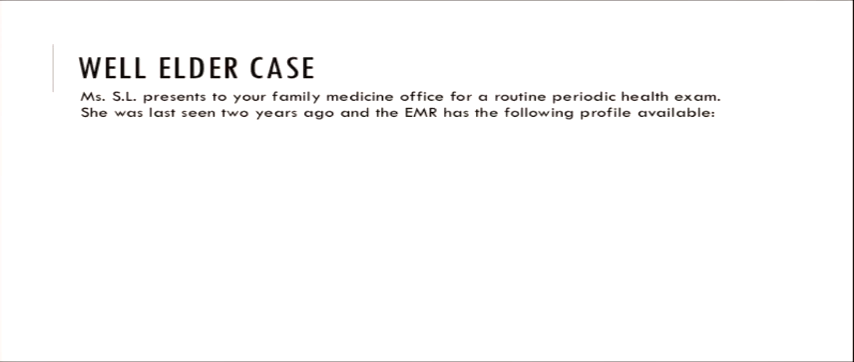 WELL ELDER CASE
Ms. S.L. presents to your family medicine office for a routine periodic health exam.
She was last seen two years ago and the EMR has the following profile available: